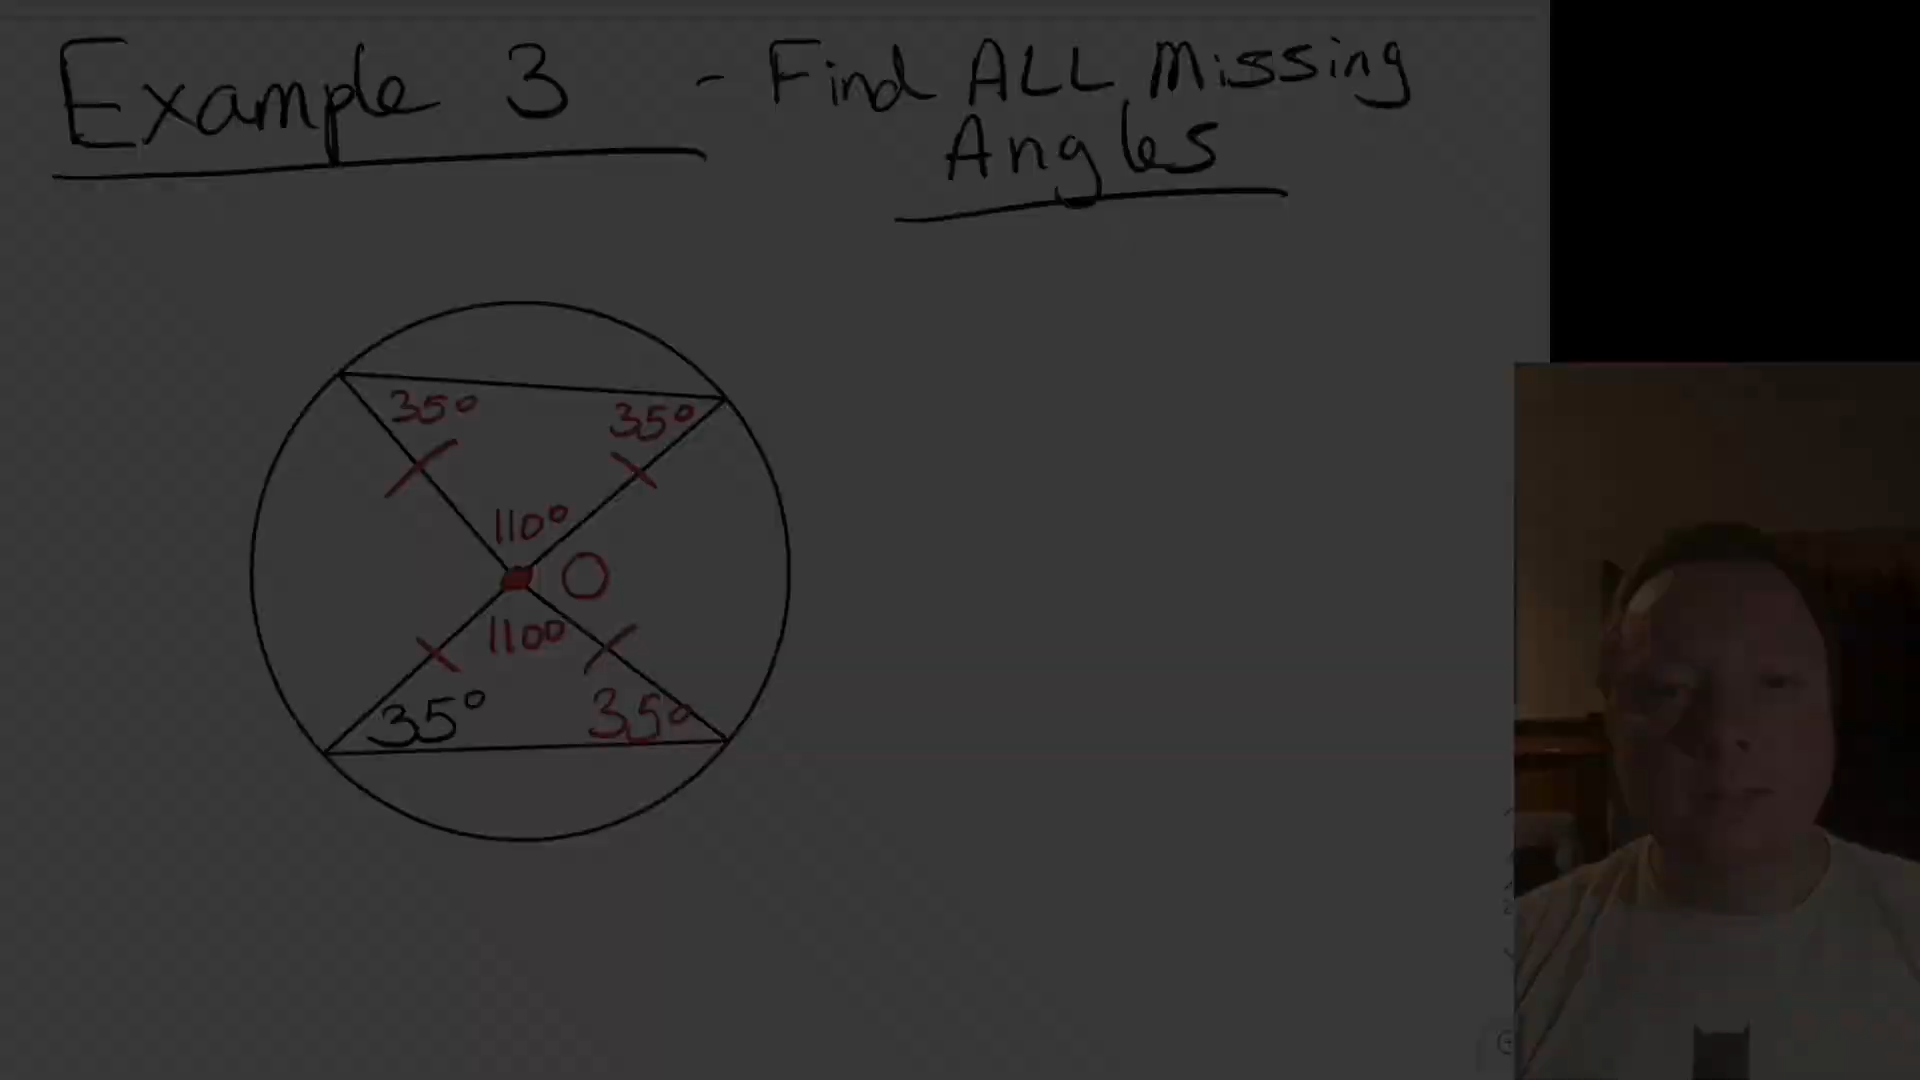 Example 3 - Find ALL Missing
Angles
35° 35°
110°
O
110°
35° 35°